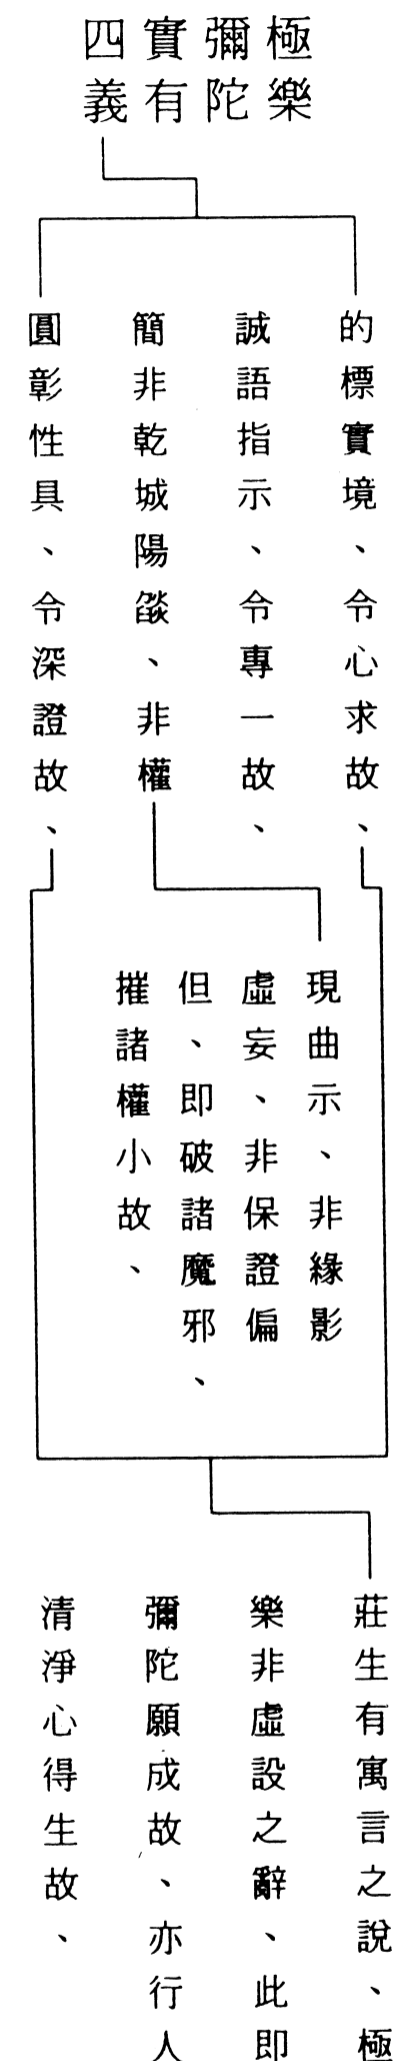 極樂
彌陀
實有
四義
的標實境、令心求故、
誠語指示、令專一故、
簡非乾城陽燄、非權
圓彰性具、令深證故、
現曲示、非緣影
虛妄、非保證偏
但、即破諸魔邪、
摧諸權小故、
莊生有寓言之說、極
樂非虛設之辭、此即
彌陀願成故、亦行人
清淨心得生故、